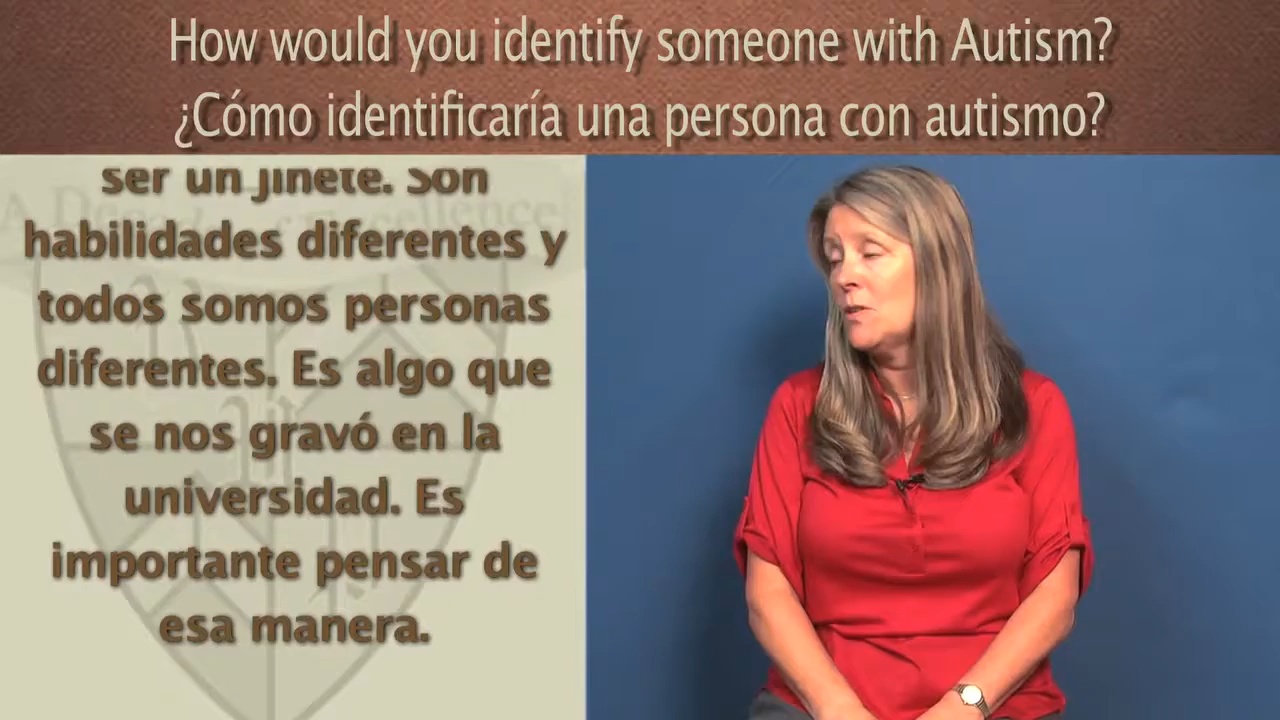 How would you identify someone with Autism?
¿Cómo identificaría una persona con autismo?
ser un jinete. Son
habilidades diferentes y
todos somos personas
diferentes. Es algo que
se nos gravó en la
universidad. Es
importante pensar de
esa manera.